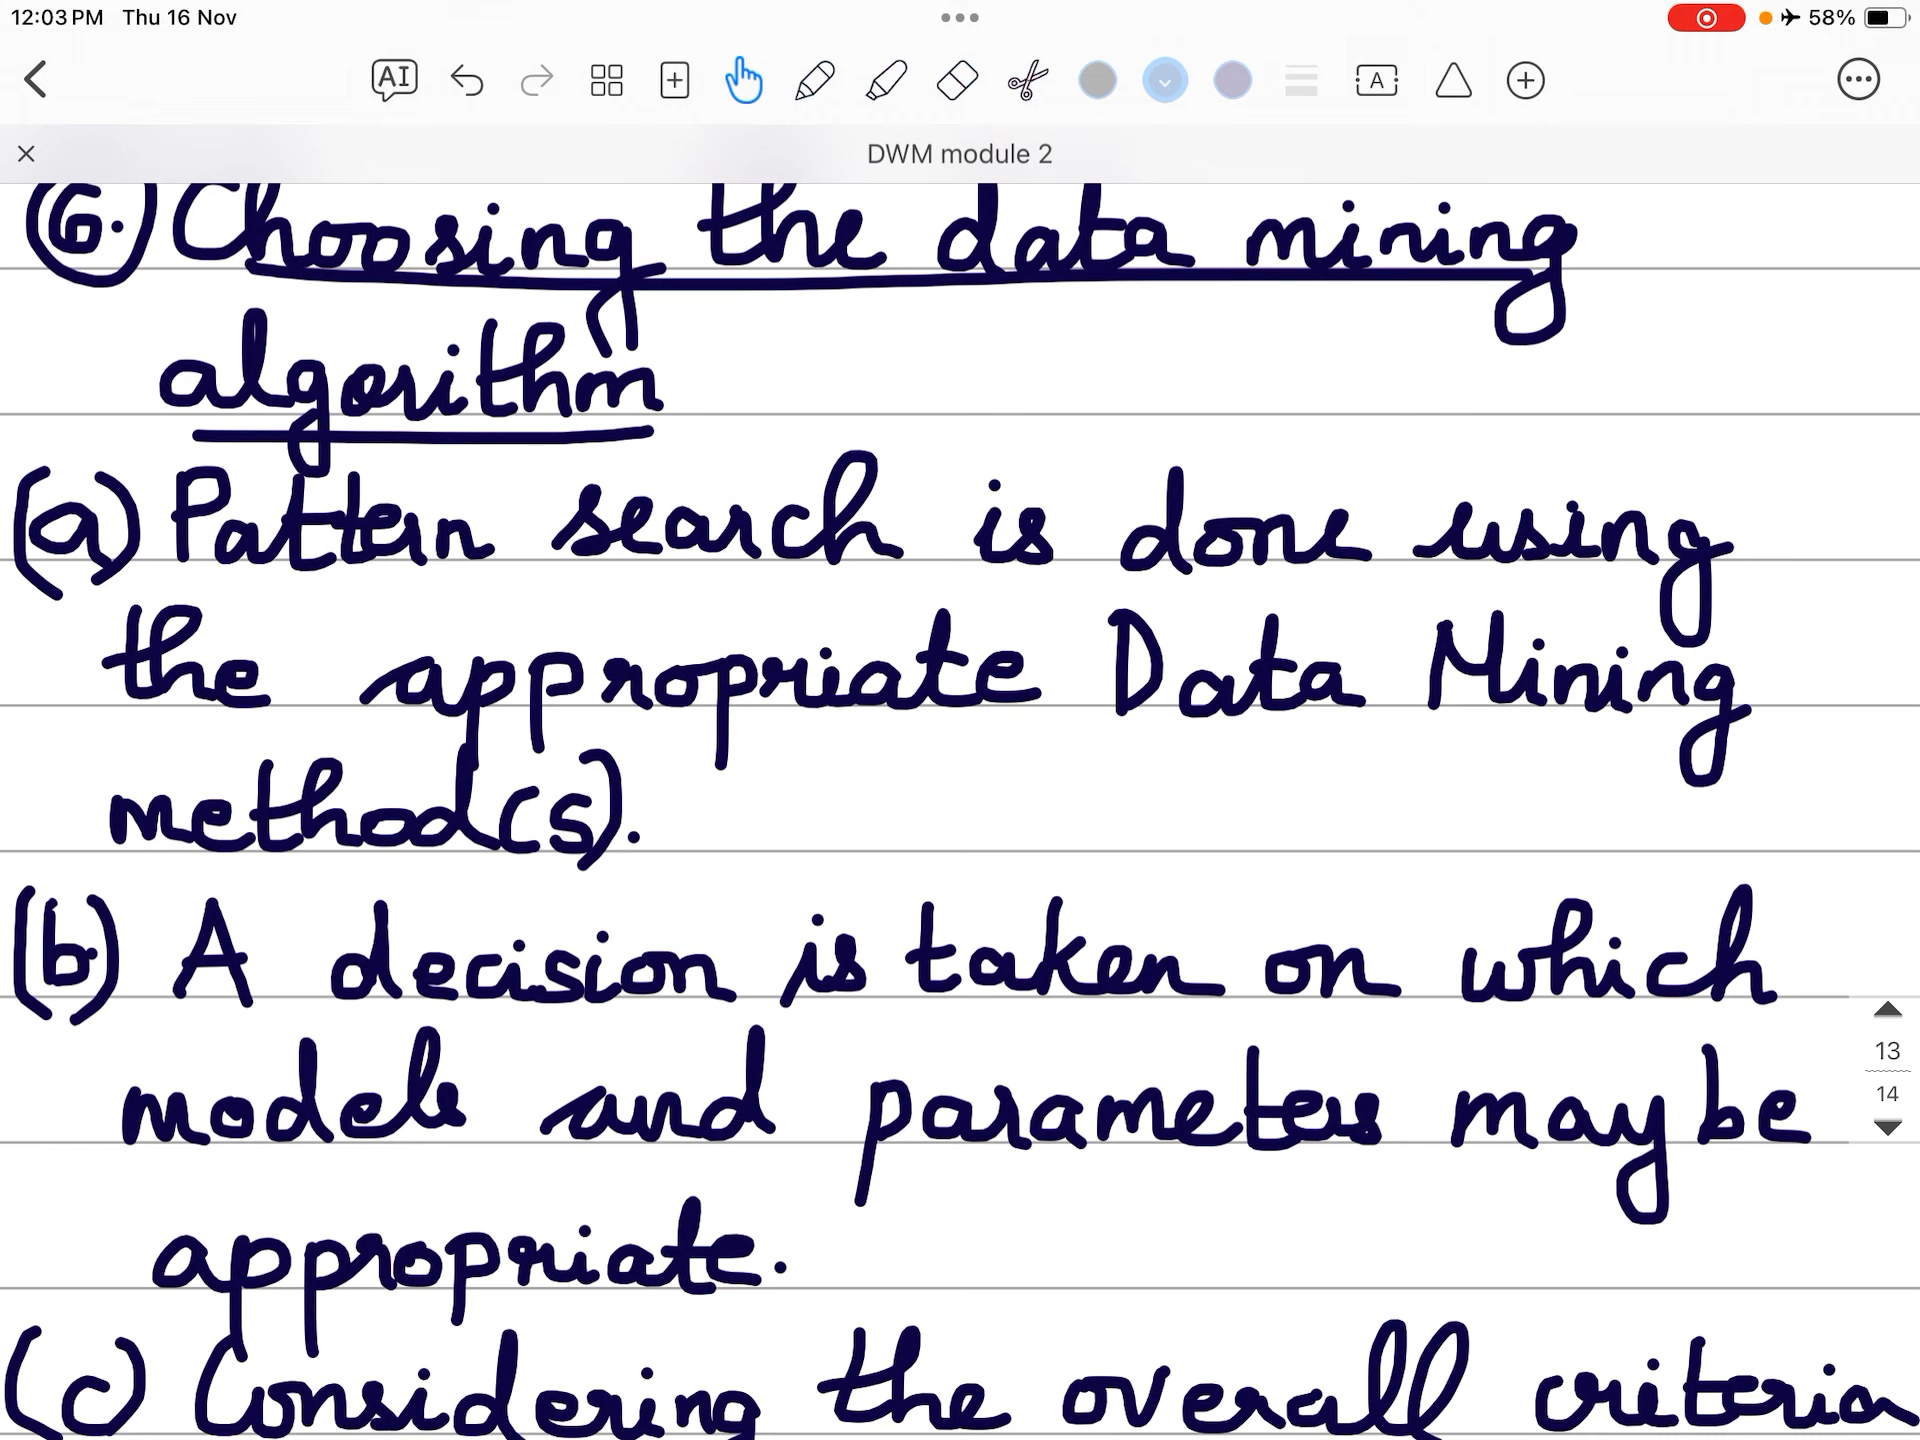 12:03 PM Thu 16 Nov
58%
AI
A
DWM module 2
6. Choosing the data mining
algorithm
(a) Pattern search is done using
the appropriate Data Mining
method(s).
(b) A decision is taken on which
models and parameters may be
13
14
appropriate.
(c) Considering the overall criteria